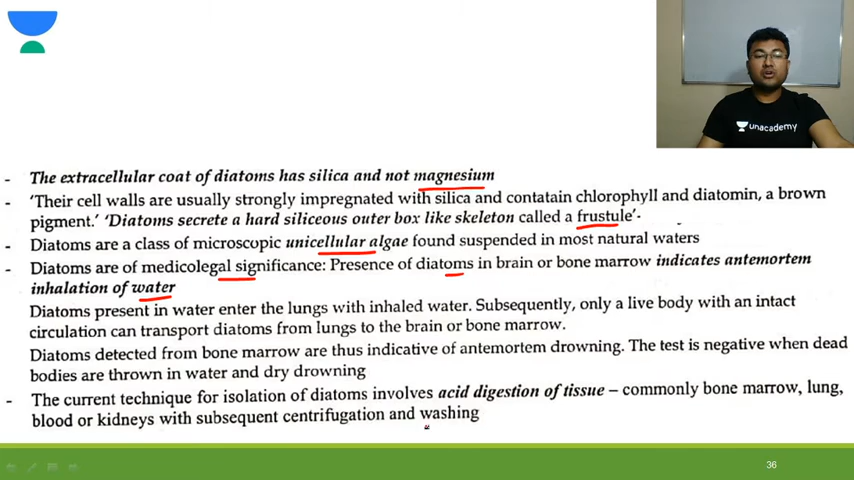 unacademy
- The extracellular coat of diatoms has silica and not magnesium
- 'Their cell walls are usually strongly impregnated with silica and contatain chlorophyll and diatomin, a brown
pigment.' 'Diatoms secrete a hard siliceous outer box like skeleton called a frustule'-
- Diatoms are a class of microscopic unicellular algae found suspended in most natural waters
- Diatoms are of medicolegal significance: Presence of diatoms in brain or bone marrow indicates antemortem
inhalation of water
Diatoms present in water enter the lungs with inhaled water. Subsequently, only a live body with an intact
circulation can transport diatoms from lungs to the brain or bone marrow.
Diatoms detected from bone marrow are thus indicative of antemortem drowning. The test is negative when dead
bodies are thrown in water and dry drowning
- The current technique for isolation of diatoms involves acid digestion of tissue – commonly bone marrow, lung,
blood or kidneys with subsequent centrifugation and washing
36